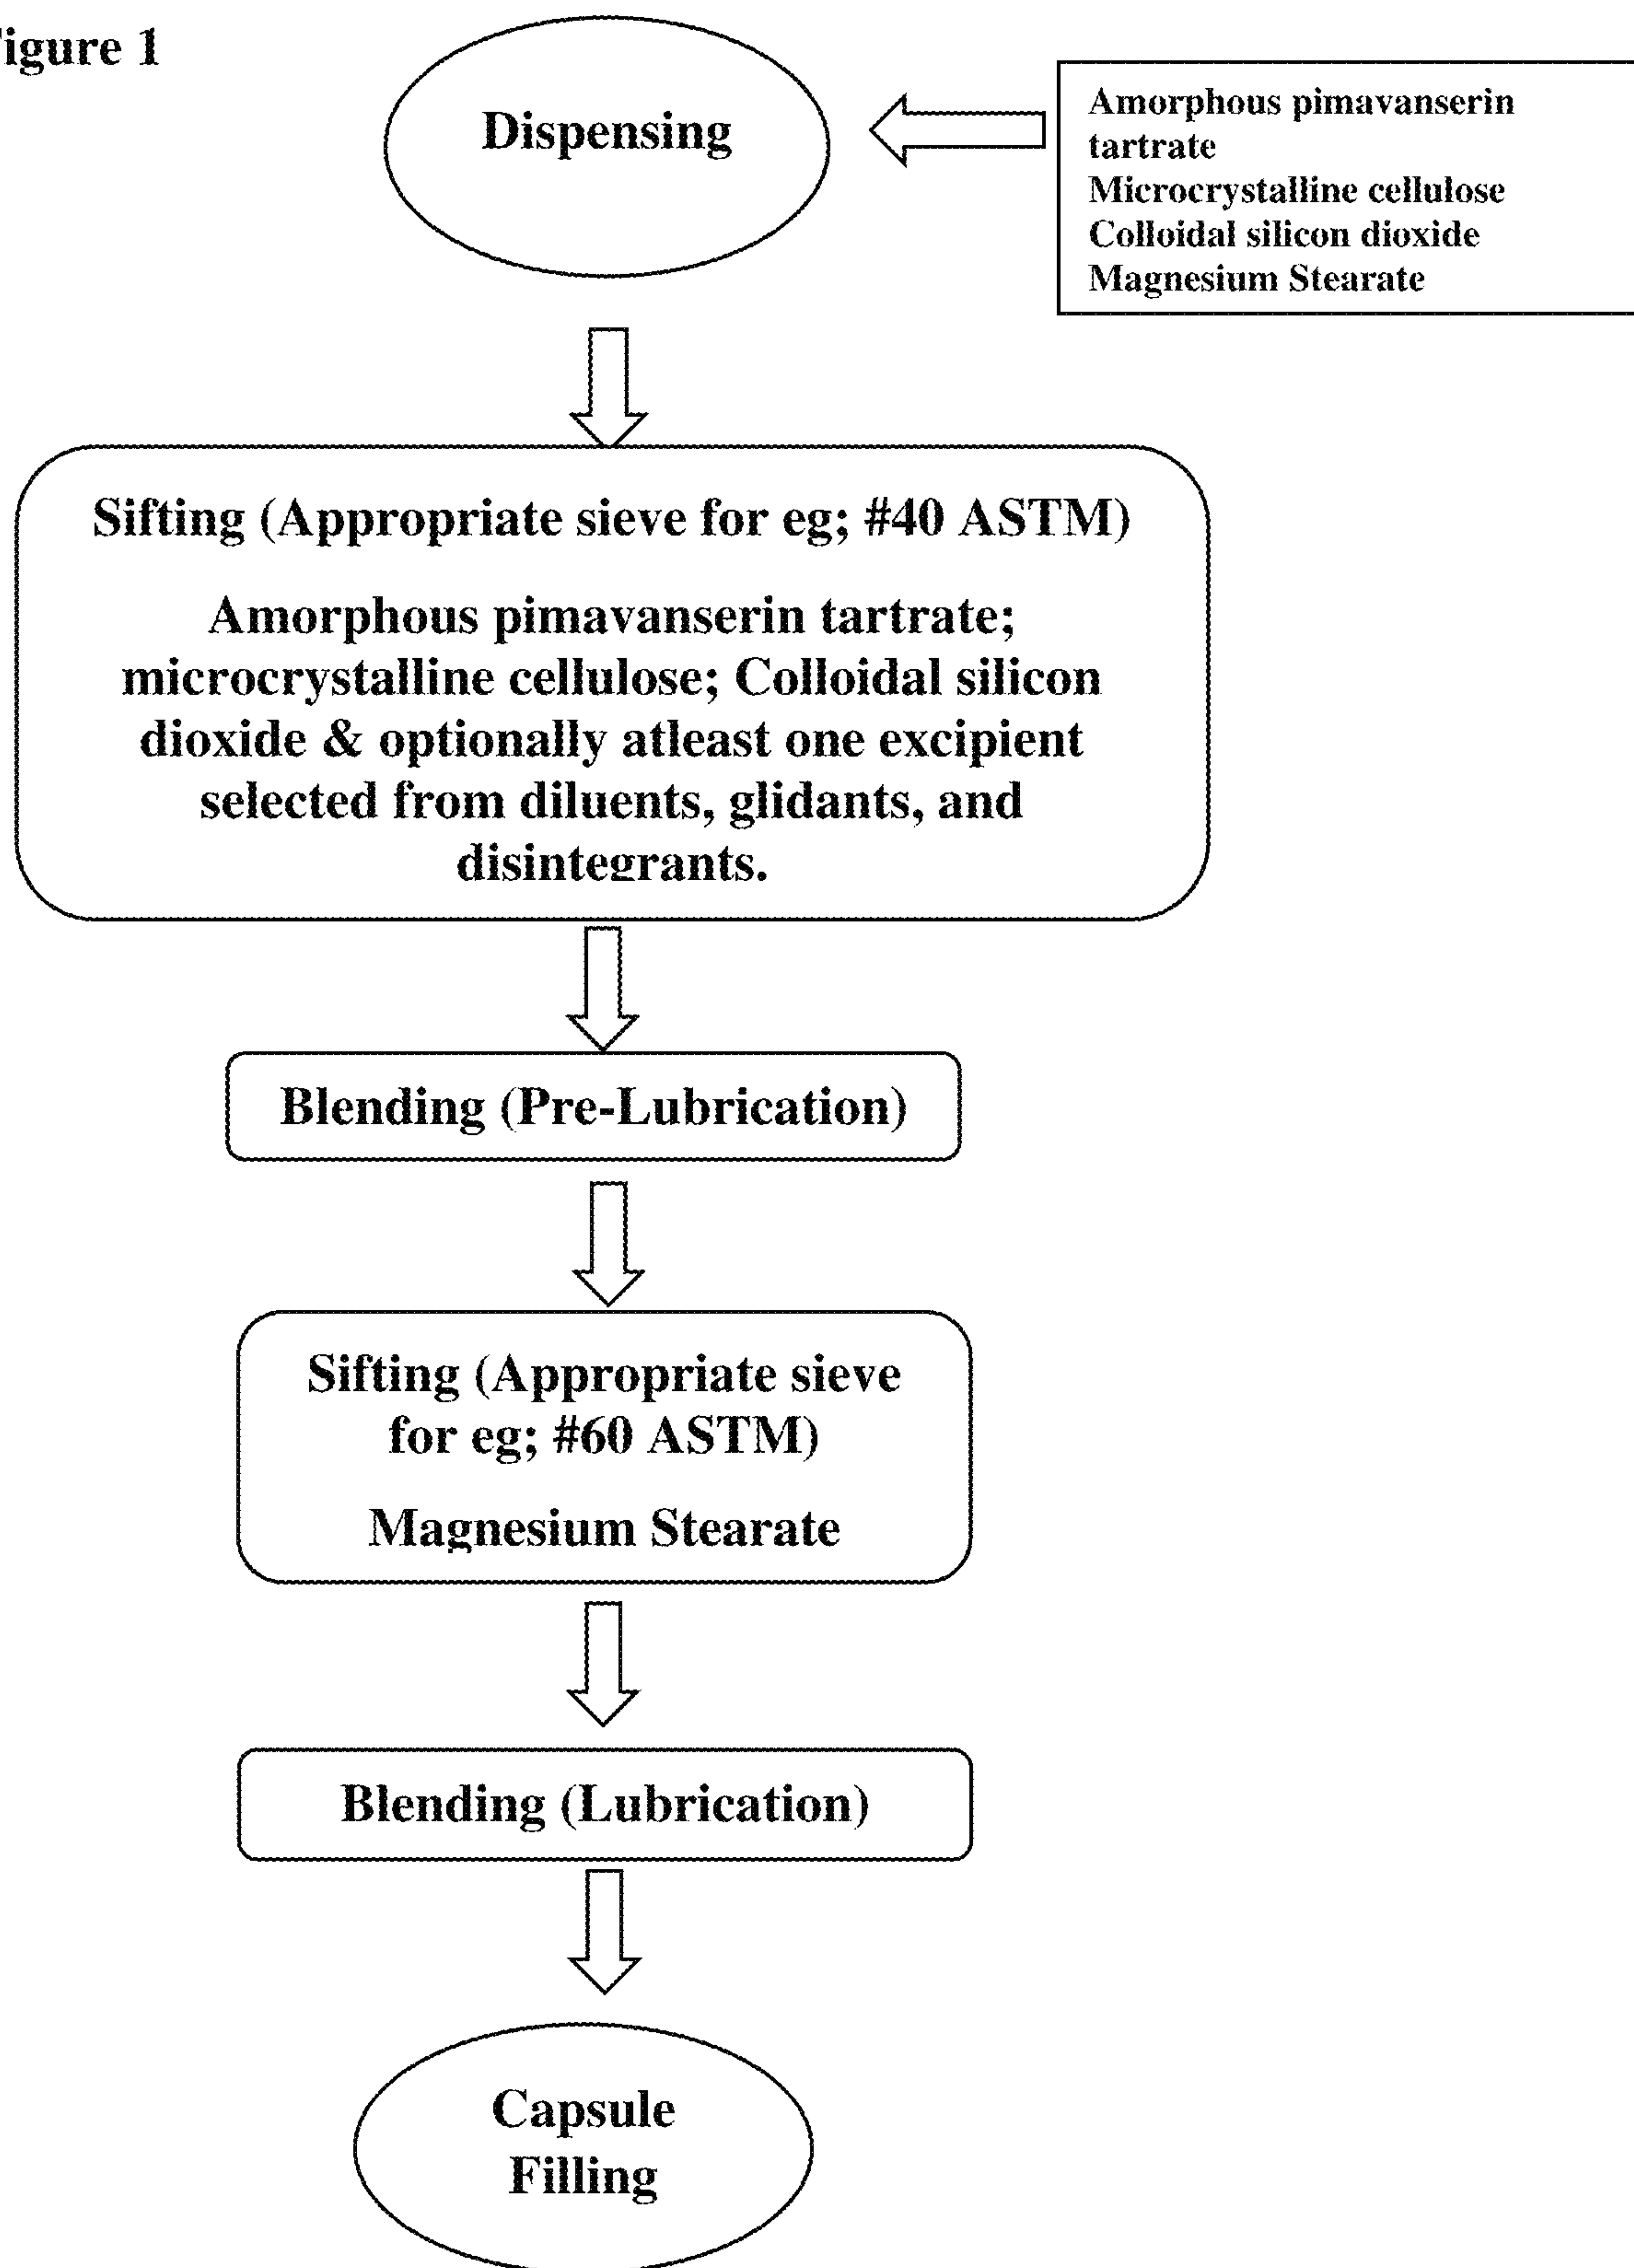 igure 1
Dispensing
Amorphous pimavanserin
tartrate
Microcrystalline cellulose
Colloidal silicon dioxide
Magnesium Stearate
Sifting (Appropriate sieve for eg; #40 ASTM)
Amorphous pimavanserin tartrate;
microcrystalline cellulose; Colloidal silicon
dioxide & optionally atleast one excipient
selected from diluents, glidants, and
disintegrants.
Blending (Pre-Lubrication)
Sifting (Appropriate sieve
for eg; #60 ASTM)
Magnesium Stearate
Blending (Lubrication)
Capsule
Filling